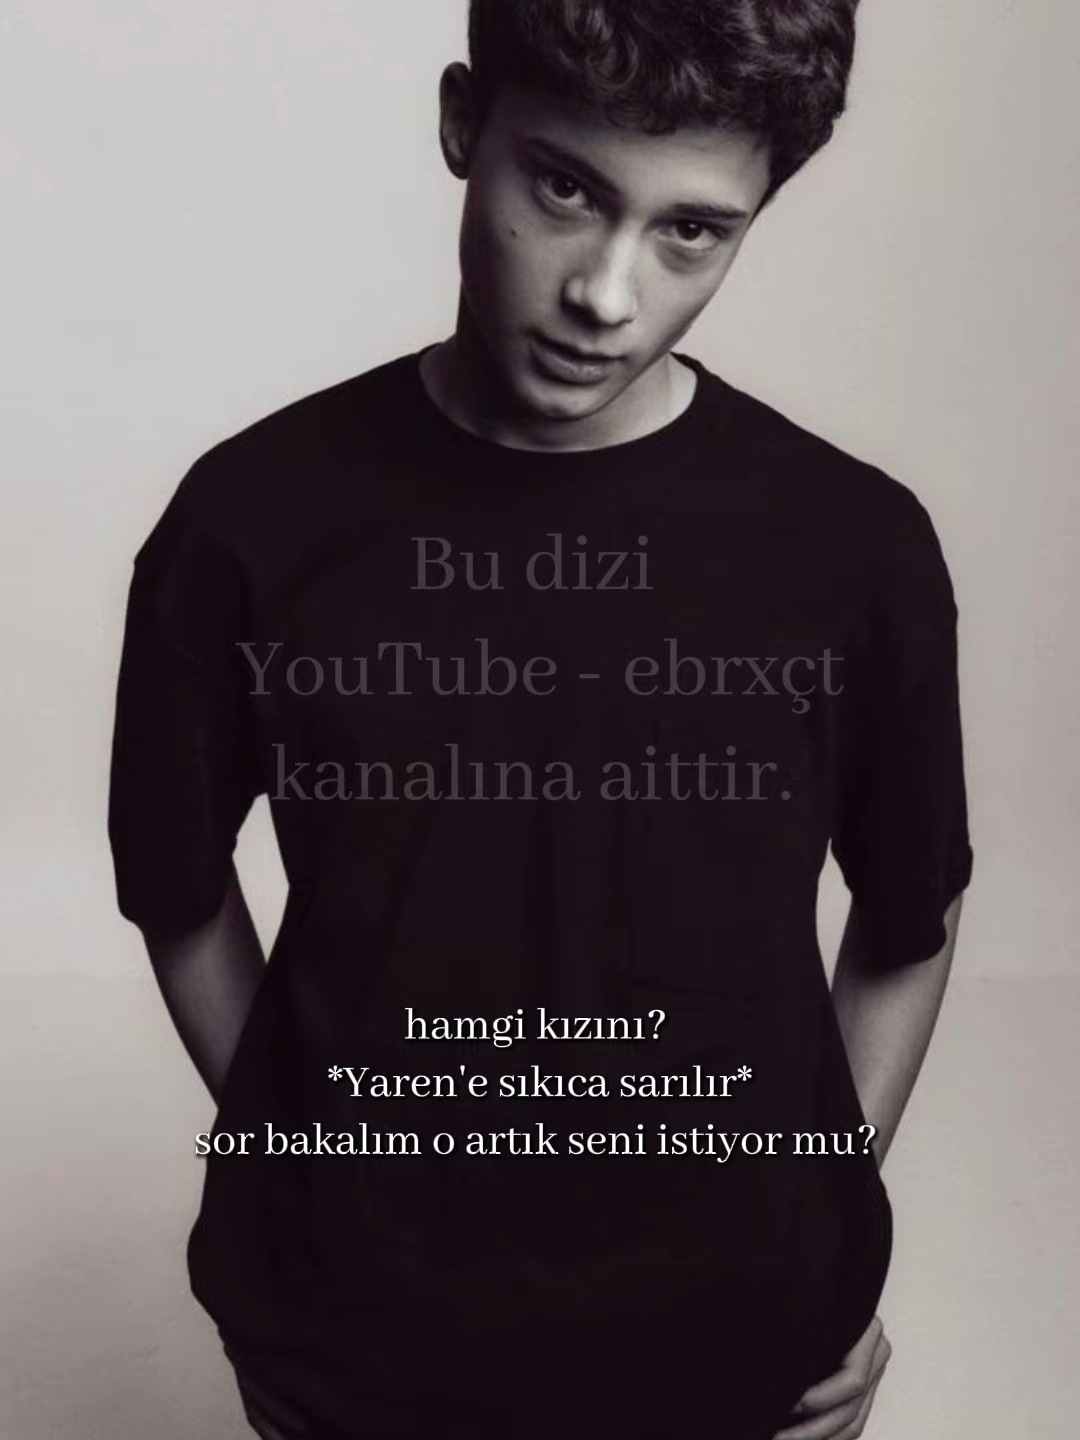 Bu dizi
YouTube - ebrxçt
kanalına aittir.
hamgi kızını?
*Yaren'e sıkıca sarılır*
sor bakalım o artık seni istiyor mu?